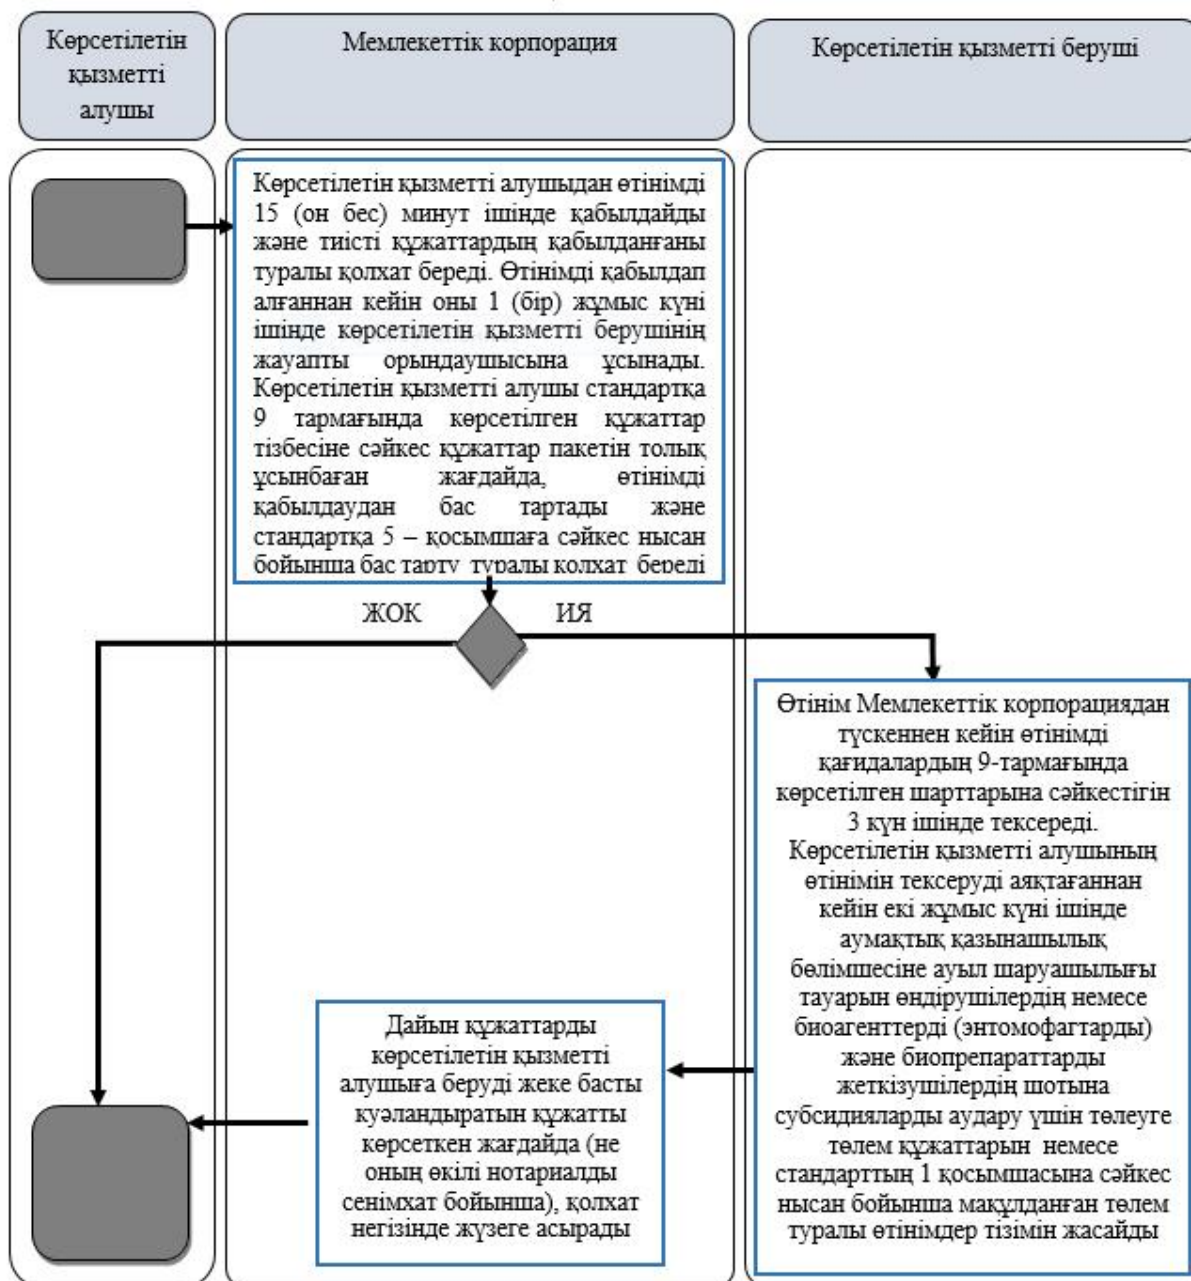 Көрсетілетін
қызметті
алушы
Мемлекеттік корпорация
Көрсетілетін қызметті беруші
Көрсетілетін қызметті алушыдан өтінімді
15 (он бес) минут ішінде қабылдайды
және тиісті құжаттардың қабылданғаны
туралы қолхат береді. Өтінімді қабылдап
алғаннан кейін оны 1 (бір) жұмыс күні
ішінде көрсетілетін қызметті берушінің
жауапты орындаушысына ұсынады.
Көрсетілетін қызметті алушы стандартқа
9 тармағында көрсетілген құжаттар
тізбесіне сәйкес құжаттар пакетін толық
ұсынбаған жағдайда, өтінімді
қабылдаудан бас тартады және
стандартқа 5 – қосымшаға сәйкес нысан
бойынша бас тарту туралы қолхат береді
ЖОК
ИЯ
Өтінім Мемлекеттік корпорациядан
түскеннен кейін өтінімді
қағидалардың 9-тармағында
көрсетілген шарттарына сәйкестігін
3 күн ішінде тексереді.
Көрсетілетін қызметті алушының
өтінімін тексеруді аяқтағаннан
кейін екі жұмыс күні ішінде
аумақтық қазынашылық
бөлімшесіне ауыл шаруашылығы
тауарын өндірушілердің немесе
биоагенттерді (энтомофагтарды)
және биопрепараттарды
жеткізушілердің шотына
субсидияларды аудару үшін төлеуге
төлем құжаттарын немесе
стандарттың 1 қосымшасына сәйкес
нысан бойынша мақұлданған төлем
туралы өтінімдер тізімін жасайды
Дайын құжаттарды
көрсетілетін қызметті
алушыға беруді жеке басты
куәландыратын құжатты
көрсеткен жағдайда (не
оның өкілі нотариалды
сенімхат бойынша), қолхат
негізінде жүзеге асырады